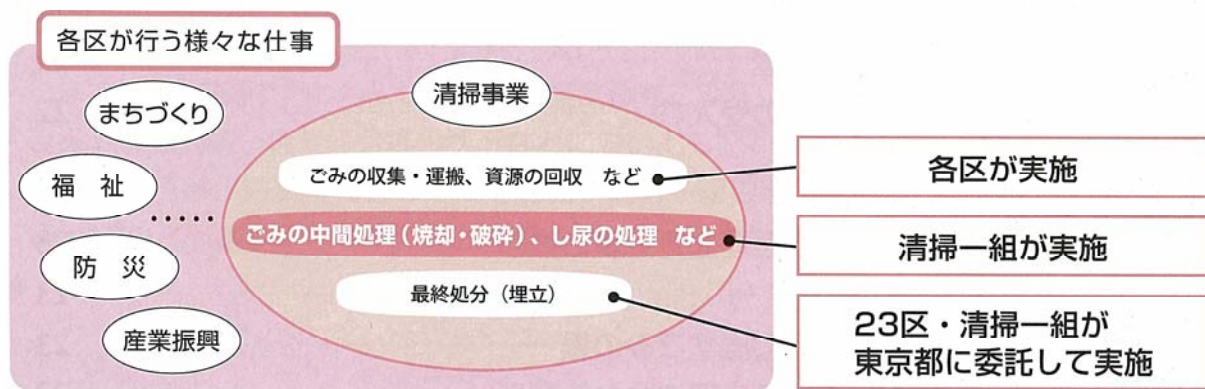 各区が行う様々な仕事
まちづくり
福　祉
防　災
産業振興
・・・・・
清掃事業
ごみの収集・運搬、資源の回収　など
ごみの中間処理（焼却・破砕）、し尿の処理　など
最終処分（埋立）
各区が実施
清掃一組が実施
23区・清掃一組が
東京都に委託して実施